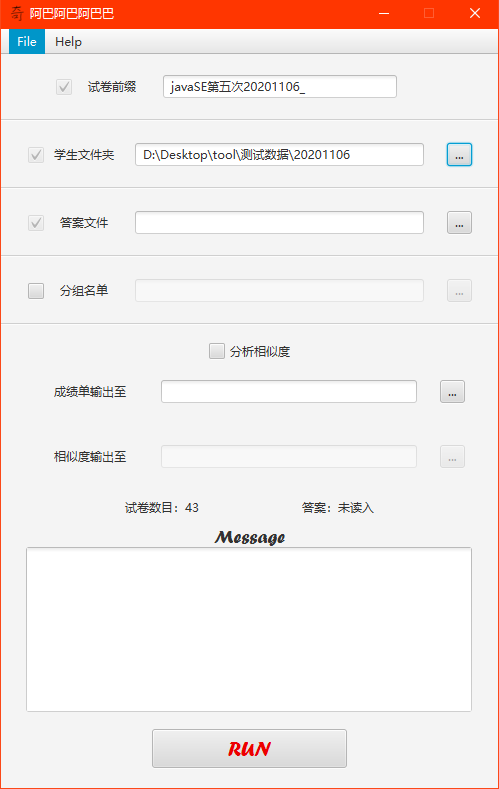 奇 阿巴阿巴阿巴巴
File Help
试卷前缀 javaSE第五次20201106_
学生文件夹 D:\Desktop\tool\测试数据\20201106 ...
答案文件 ...
分组名单 ...
分析相似度
成绩单输出至 ...
相似度输出至 ...
试卷数目：43 答案：未读入
Message
RUN